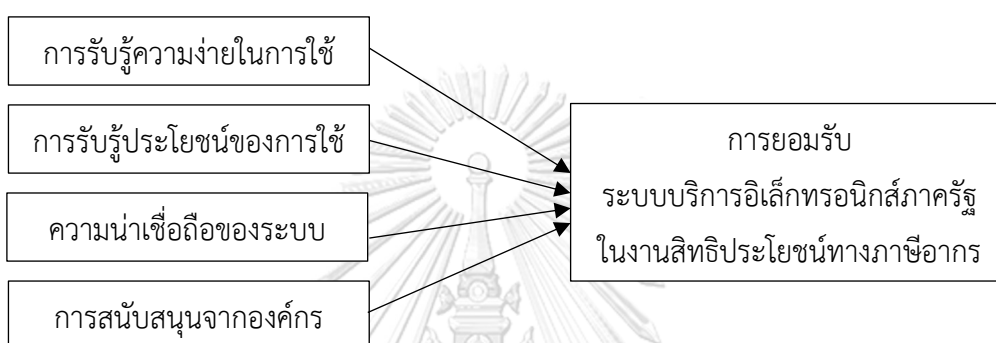 การรับรู้ความง่ายในการใช้
การรับรู้ประโยชน์ของการใช้
ความน่าเชื่อถือของระบบ
การสนับสนุนจากองค์กร
การยอมรับ
ระบบบริการอิเล็กทรอนิกส์ภาครัฐ
ในงานสิทธิประโยชน์ทางภาษีอากร